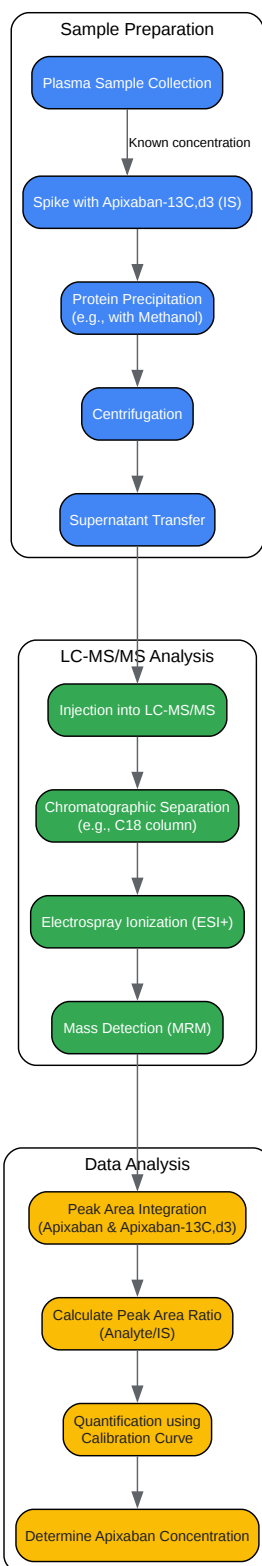 Sample Preparation
Plasma Sample Collection
Known concentration
Spike with Apixaban-13C,d3 (IS)
Protein Precipitation
(e.g., with Methanol)
Centrifugation
Supernatant Transfer
LC-MS/MS Analysis
Injection into LC-MS/MS
Chromatographic Separation
(e.g., C18 column)
Electrospray Ionization (ESI+)
Mass Detection (MRM)
Data Analysis
Peak Area Integration
(Apixaban & Apixaban-13C,d3)
Calculate Peak Area Ratio
(Analyte/IS)
Quantification using
Calibration Curve
Determine Apixaban Concentration